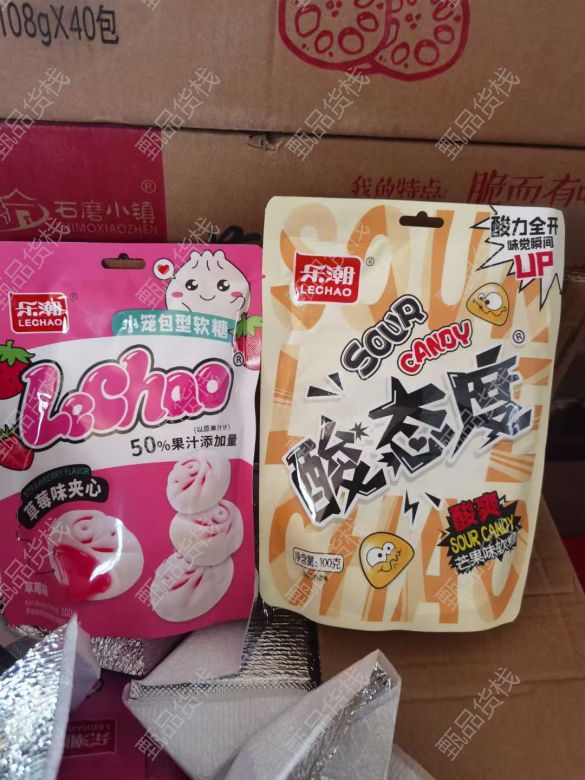 108gX40包
石磨小镇®
SHIMOXIAOZHEN
我的特点:
脆而有
乐潮®
LECHAO
小笼包型软糖
LeChao®
(以原果汁计)
50%果汁添加量
STRAWBERRY FLAVOR
草莓味夹心
草莓味
酸力全开
味觉瞬间
UP
乐潮®
LECHAO
SOUR
CANDY
酸态度®
酸爽
SOUR CANDY
芒果味软糖
净含量:100克
乐潮
LECHAO
甄品货栈